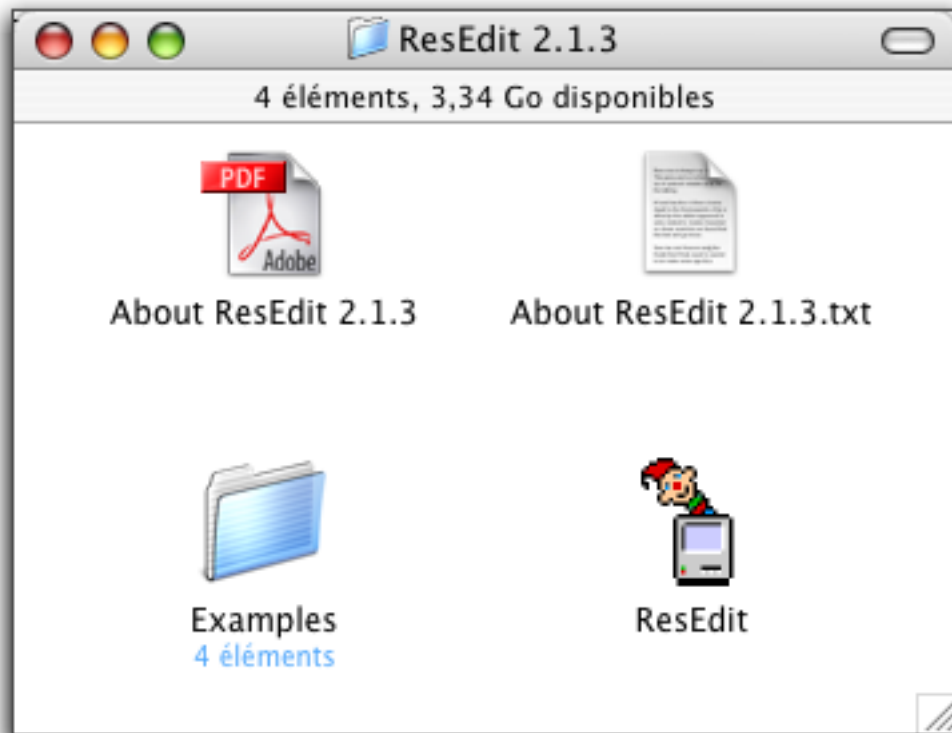 ResEdit 2.1.3
4 éléments, 3,34 Go disponibles
PDF
Adobe
About ResEdit 2.1.3
About ResEdit 2.1.3.txt
Examples
4 éléments
ResEdit